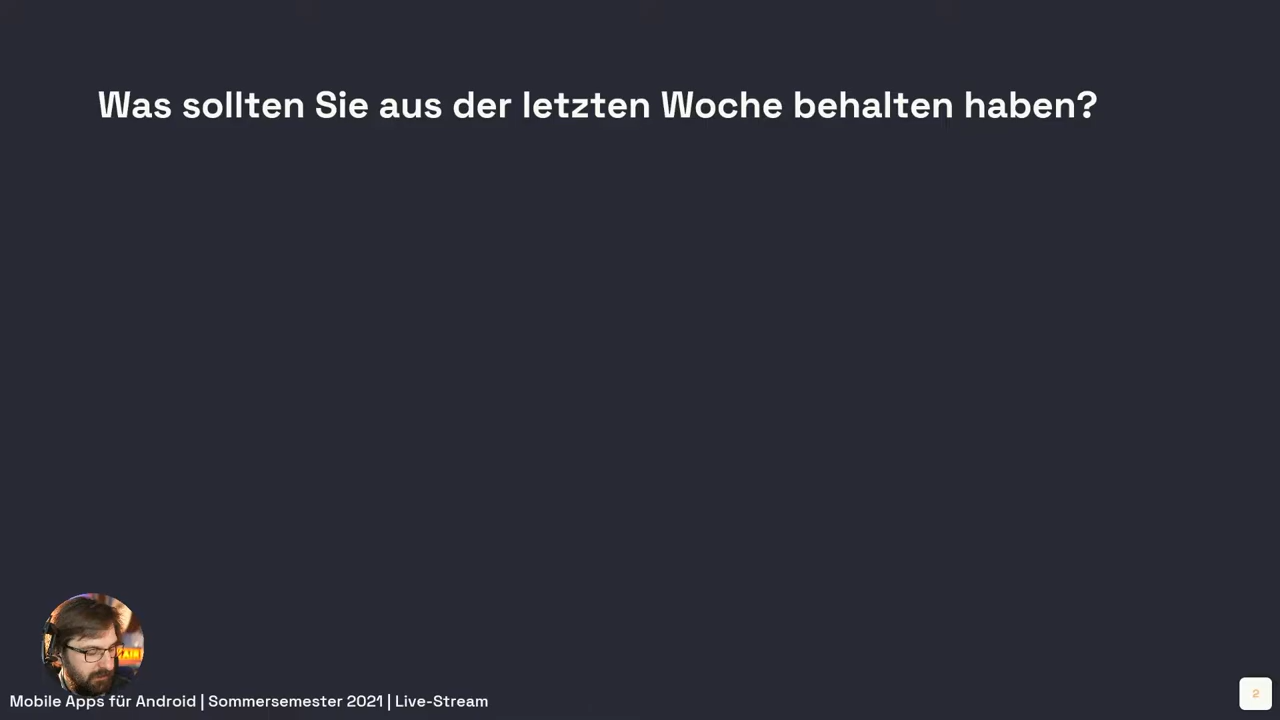 Was sollten Sie aus der letzten Woche behalten haben?
Mobile Apps für Android | Sommersemester 2021 | Live-Stream
2